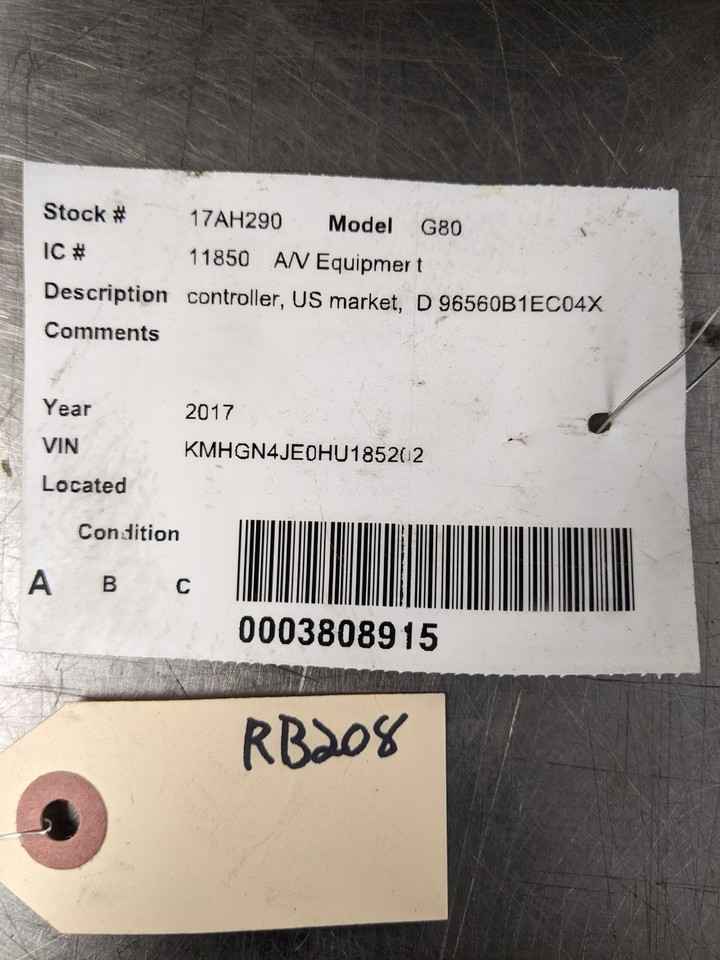 Stock # 17AH290 Model G80
IC # 11850 A/V Equipment
Description controller, US market, D 96560B1EC04X
Comments
Year 2017
VIN KMHGN4JE0HU185202
Located
Condition
A B C
0003808915
RB208